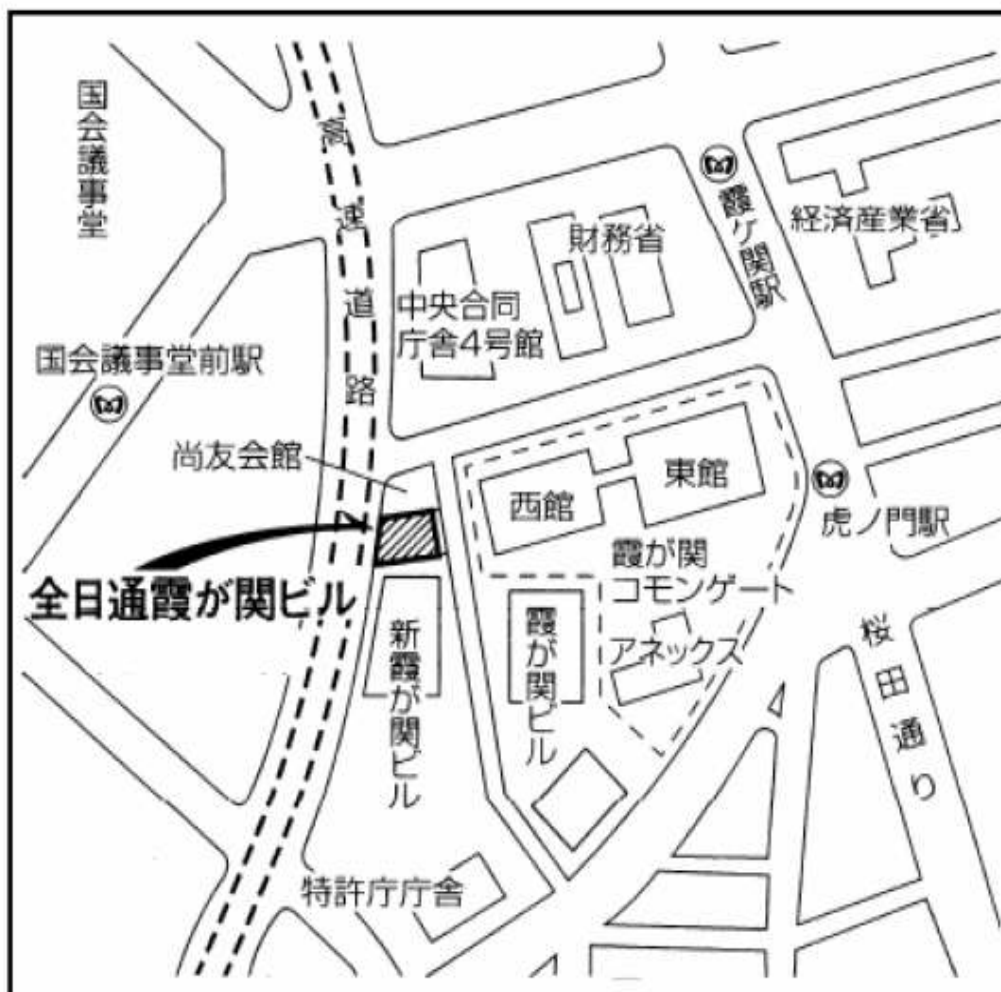 国会議事堂
高速道路
霞ケ関駅
経済産業省
財務省
中央合同
庁舎4号館
国会議事堂前駅
尚友会館
西館
東館
虎ノ門駅
霞が関
コモンゲート
アネックス
全日通霞が関ビル
新霞が関ビル
霞が関ビル
桜田通り
特許庁庁舎